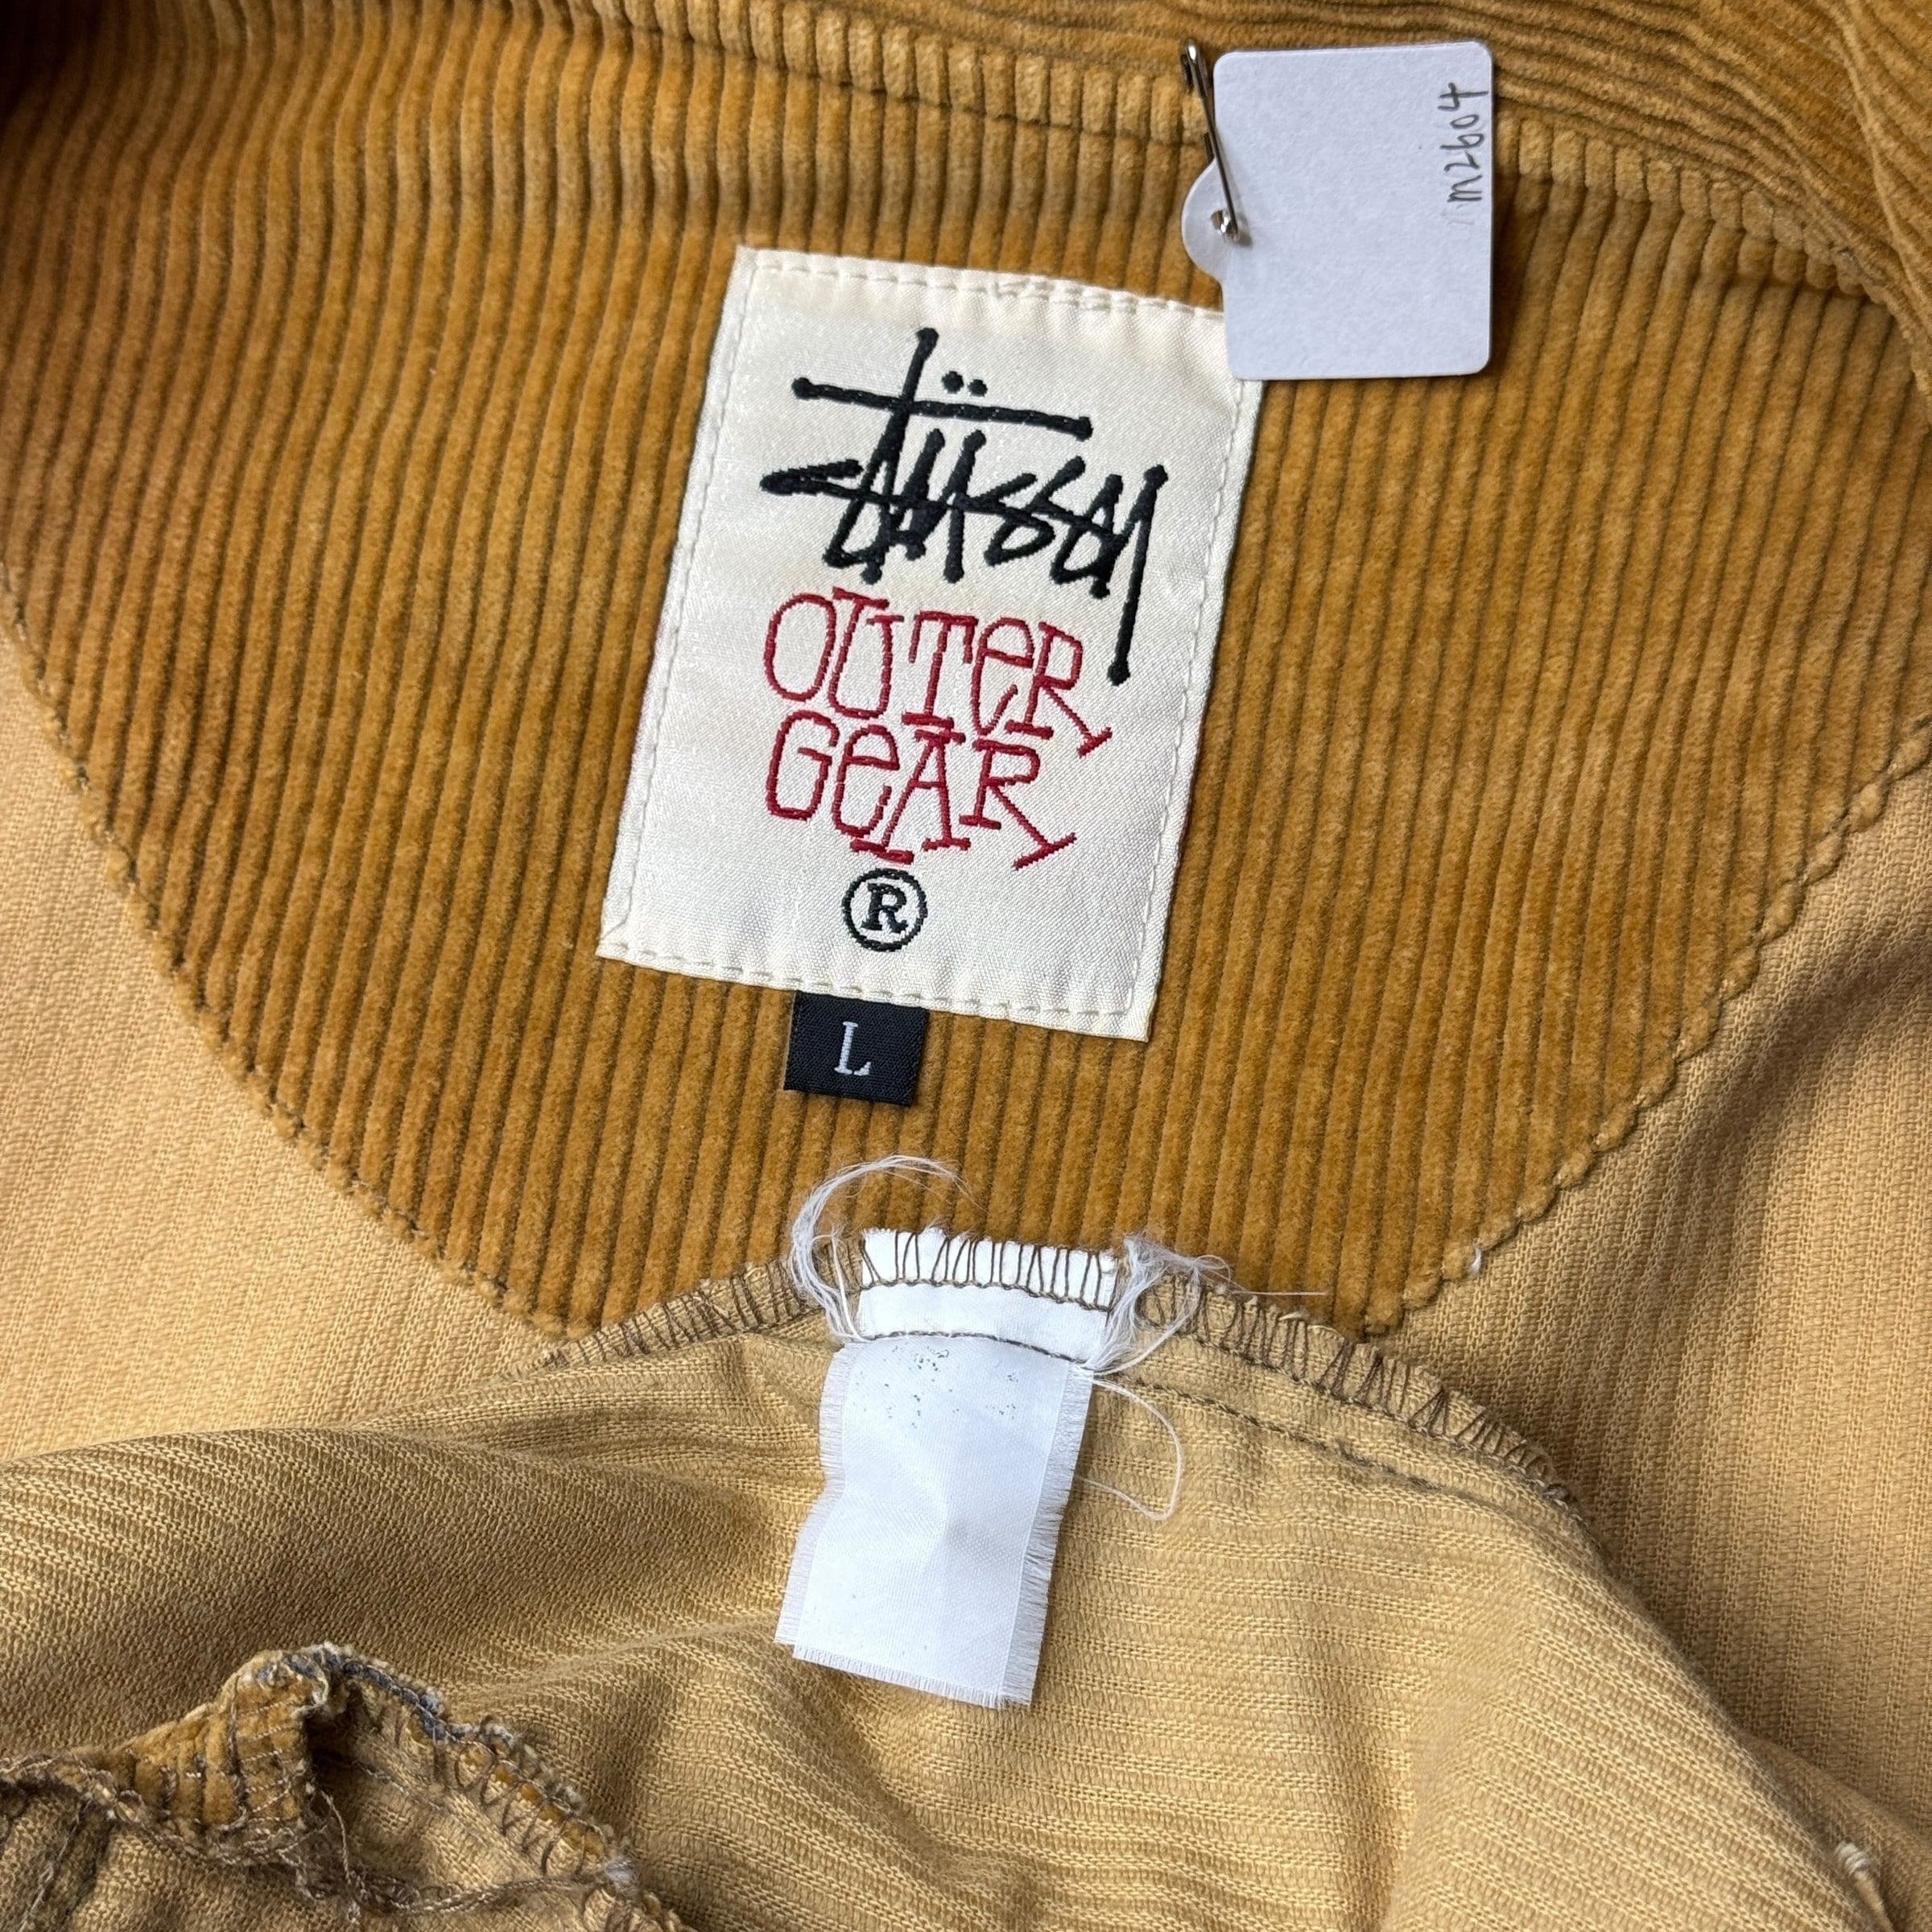 m2604
Stüssy
OUTeR
GeAR
®
L